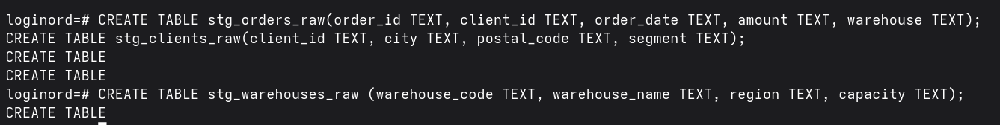 loginord=# CREATE TABLE stg_orders_raw(order_id TEXT, client_id TEXT, order_date TEXT, amount TEXT, warehouse TEXT);
CREATE TABLE stg_clients_raw(client_id TEXT, city TEXT, postal_code TEXT, segment TEXT);
CREATE TABLE
CREATE TABLE
loginord=# CREATE TABLE stg_warehouses_raw (warehouse_code TEXT, warehouse_name TEXT, region TEXT, capacity TEXT);
CREATE TABLE